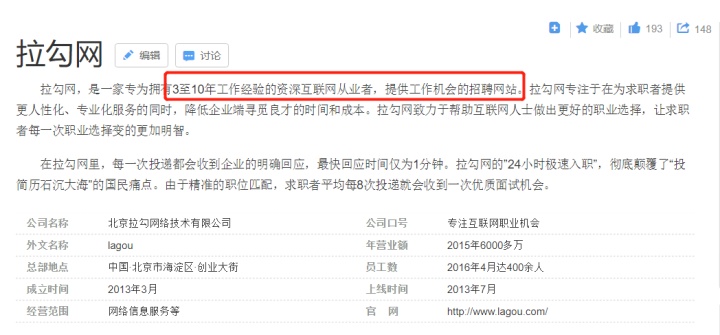 收藏 193 148
拉勾网 编辑 讨论
拉勾网，是一家专为拥有3至10年工作经验的资深互联网从业者，提供工作机会的招聘网站。拉勾网专注于在为求职者提供
更人性化、专业化服务的同时，降低企业端寻觅良才的时间和成本。拉勾网致力于帮助互联网人士做出更好的职业选择，让求职
者每一次职业选择变的更加明智。
在拉勾网里，每一次投递都会收到企业的明确回应，最快回应时间仅为1分钟。拉勾网的"24小时极速入职"，彻底颠覆了“投
简历石沉大海”的国民痛点。由于精准的职位匹配，求职者平均每8次投递就会收到一次优质面试机会。
公司名称 北京拉勾网络技术有限公司 公司口号 专注互联网职业机会
外文名称 lagou 年营业额 2015年6000多万
总部地点 中国·北京市海淀区·创业大街 员工数 2016年4月达400余人
成立时间 2013年3月 上线时间 2013年7月
经营范围 网络信息服务等 官 网 http://www.lagou.com/